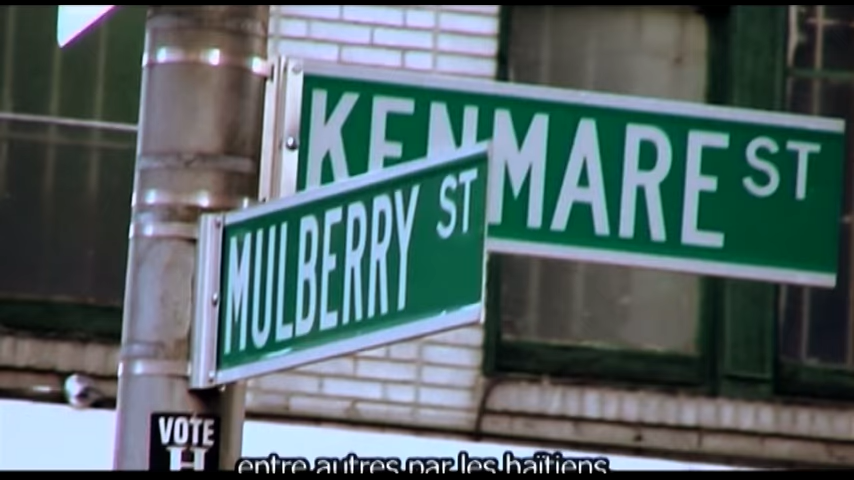 KENMARE ST
MULBERRY ST
VOTE
H
entre autres par les haïtiens